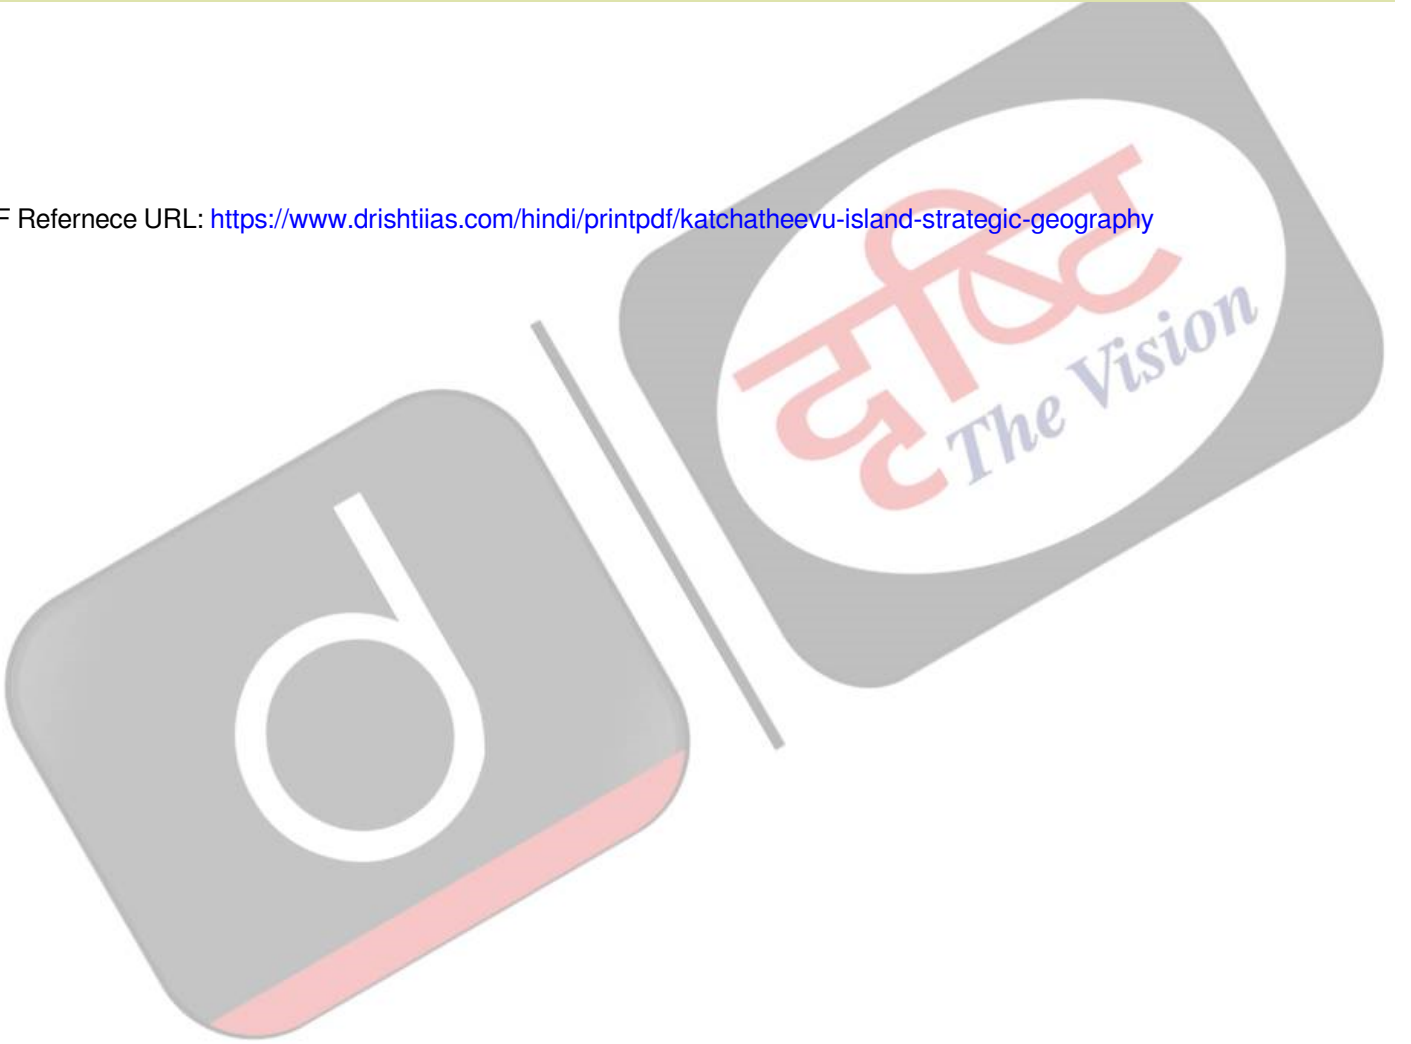 F Refernece URL: https://www.drishtiias.com/hindi/printpdf/katchatheevu-island-strategic-geography
दृष्टि
The Vision
d